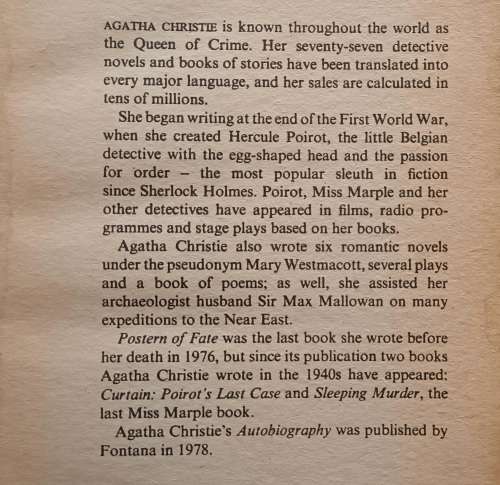 AGATHA CHRISTIE is known throughout the world as
the Queen of Crime. Her seventy-seven detective
novels and books of stories have been translated into
every major language, and her sales are calculated in
tens of millions.
She began writing at the end of the First World War,
when she created Hercule Poirot, the little Belgian
detective with the egg-shaped head and the passion
for order – the most popular sleuth in fiction
since Sherlock Holmes. Poirot, Miss Marple and her
other detectives have appeared in films, radio pro-
grammes and stage plays based on her books.
Agatha Christie also wrote six romantic novels
under the pseudonym Mary Westmacott, several plays
and a book of poems; as well, she assisted her
archaeologist husband Sir Max Mallowan on many
expeditions to the Near East.
Postern of Fate was the last book she wrote before
her death in 1976, but since its publication two books
Agatha Christie wrote in the 1940s have appeared:
Curtain: Poirot's Last Case and Sleeping Murder, the
last Miss Marple book.
Agatha Christie's Autobiography was published by
Fontana in 1978.